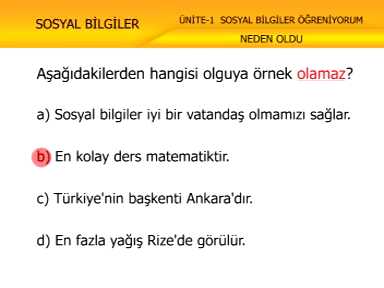 SOSYAL BİLGİLER
ÜNİTE-1 SOSYAL BİLGİLER ÖĞRENİYORUM
NEDEN OLDU
Aşağıdakilerden hangisi olguya örnek olamaz?
a) Sosyal bilgiler iyi bir vatandaş olmamızı sağlar.
b) En kolay ders matematiktir.
c) Türkiye'nin başkenti Ankara'dır.
d) En fazla yağış Rize'de görülür.